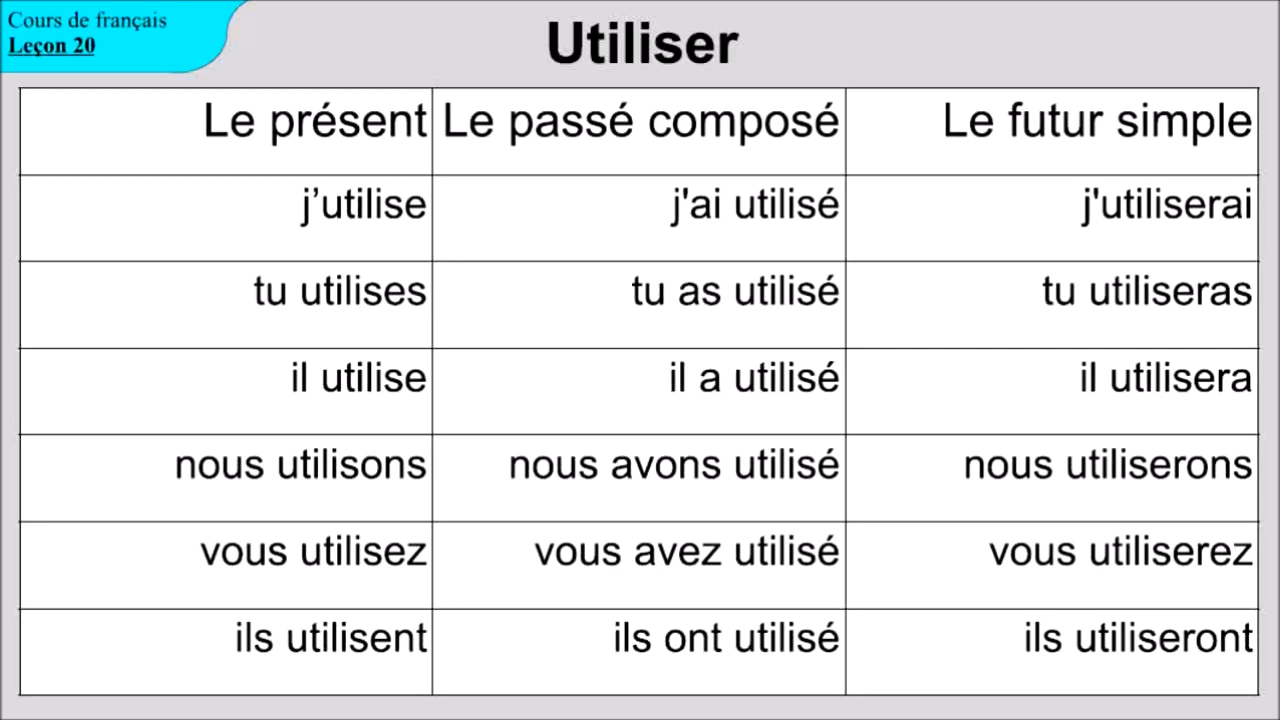 Cours de français
Leçon 20
Utiliser
Le présent Le passé composé Le futur simple
j’utilise j'ai utilisé j'utiliserai
tu utilises tu as utilisé tu utiliseras
il utilise il a utilisé il utilisera
nous utilisons nous avons utilisé nous utiliserons
vous utilisez vous avez utilisé vous utiliserez
ils utilisent ils ont utilisé ils utiliseront